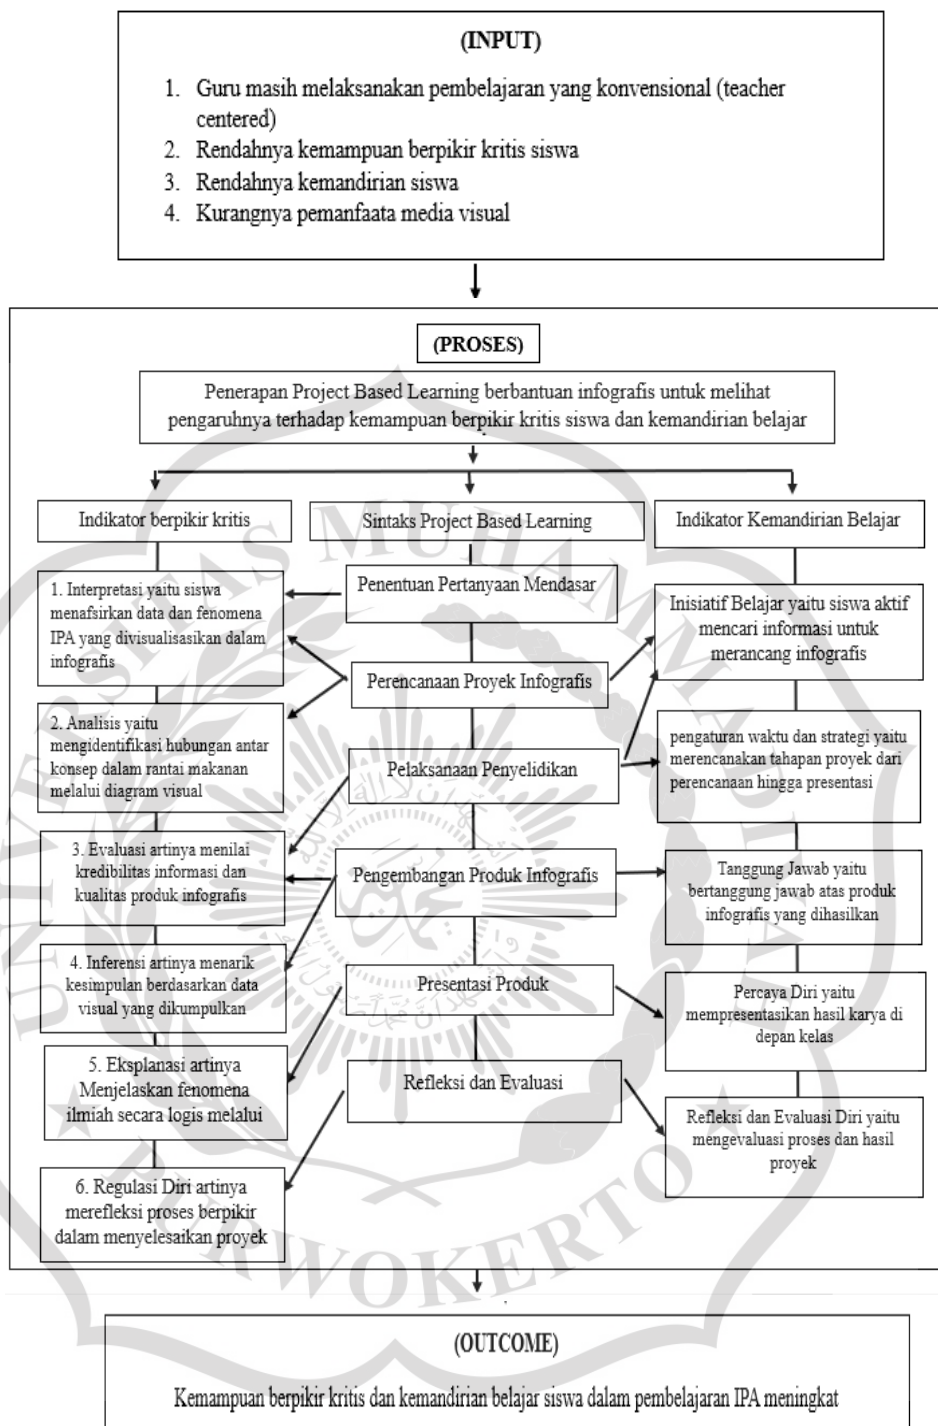 (INPUT)
1. Guru masih melaksanakan pembelajaran yang konvensional (teacher
centered)
2. Rendahnya kemampuan berpikir kritis siswa
3. Rendahnya kemandirian siswa
4. Kurangnya pemanfaata media visual
(PROSES)
Penerapan Project Based Learning berbantuan infografis untuk melihat
pengaruhnya terhadap kemampuan berpikir kritis siswa dan kemandirian belajar
Indikator berpikir kritis
1. Interpretasi yaitu siswa
menafsirkan data dan fenomena
IPA yang divisualisasikan dalam
infografis
2. Analisis yaitu
mengidentifikasi hubungan antar
konsep dalam rantai makanan
melalui diagram visual
3. Evaluasi artinya menilai
kredibilitas informasi dan
kualitas produk infografis
4. Inferensi artinya menarik
kesimpulan berdasarkan data
visual yang dikumpulkan
5. Eksplanasi artinya
Menjelaskan fenomena
ilmiah secara logis melalui
6. Regulasi Diri artinya
merefleksi proses berpikir
dalam menyelesaikan proyek
Sintaks Project Based Learning
Penentuan Pertanyaan Mendasar
Perencanaan Proyek Infografis
Pelaksanaan Penyelidikan
Pengembangan Produk Infografis
Presentasi Produk
Refleksi dan Evaluasi
Indikator Kemandirian Belajar
Inisiatif Belajar yaitu siswa aktif
mencari informasi untuk
merancang infografis
pengaturan waktu dan strategi yaitu
merencanakan tahapan proyek dari
perencanaan hingga presentasi
Tanggung Jawab yaitu
bertanggung jawab atas produk
infografis yang dihasilkan
Percaya Diri yaitu
mempresentasikan hasil karya di
depan kelas
Refleksi dan Evaluasi Diri yaitu
mengevaluasi proses dan hasil
proyek
(OUTCOME)
Kemampuan berpikir kritis dan kemandirian belajar siswa dalam pembelajaran IPA meningkat
UNIVERSITAS MUHAMMADIYAH
PURWOKERTO